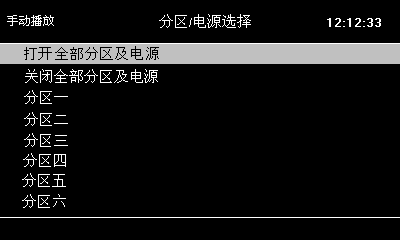 手动播放 分区/电源选择 12:12:33
打开全部分区及电源
关闭全部分区及电源
分区一
分区二
分区三
分区四
分区五
分区六